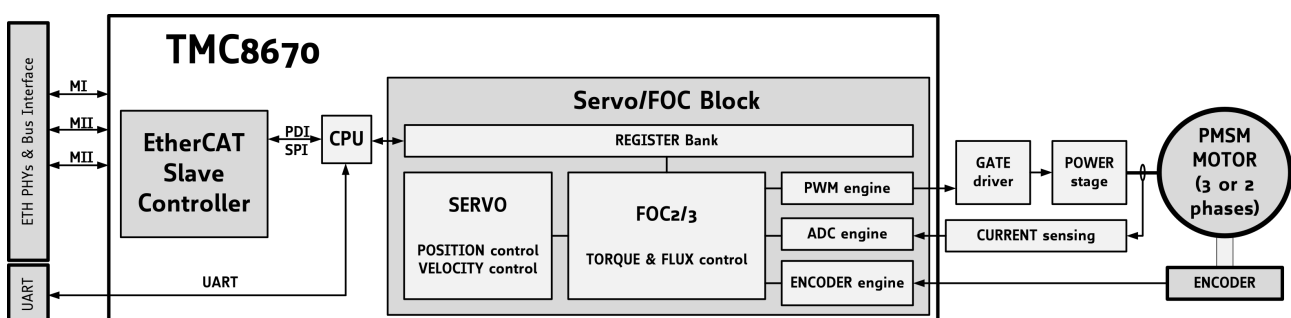 TMC8670
ETH PHYs & Bus Interface
MI
MII
MII
EtherCAT
Slave
Controller
PDI
SPI
CPU
Servo/FOC Block
REGISTER Bank
SERVO
POSITION control
VELOCITY control
FOC2/3
TORQUE & FLUX control
PWM engine
ADC engine
ENCODER engine
GATE
driver
POWER
stage
CURRENT sensing
PMSM
MOTOR
(3 or 2
phases)
ENCODER
UART
UART